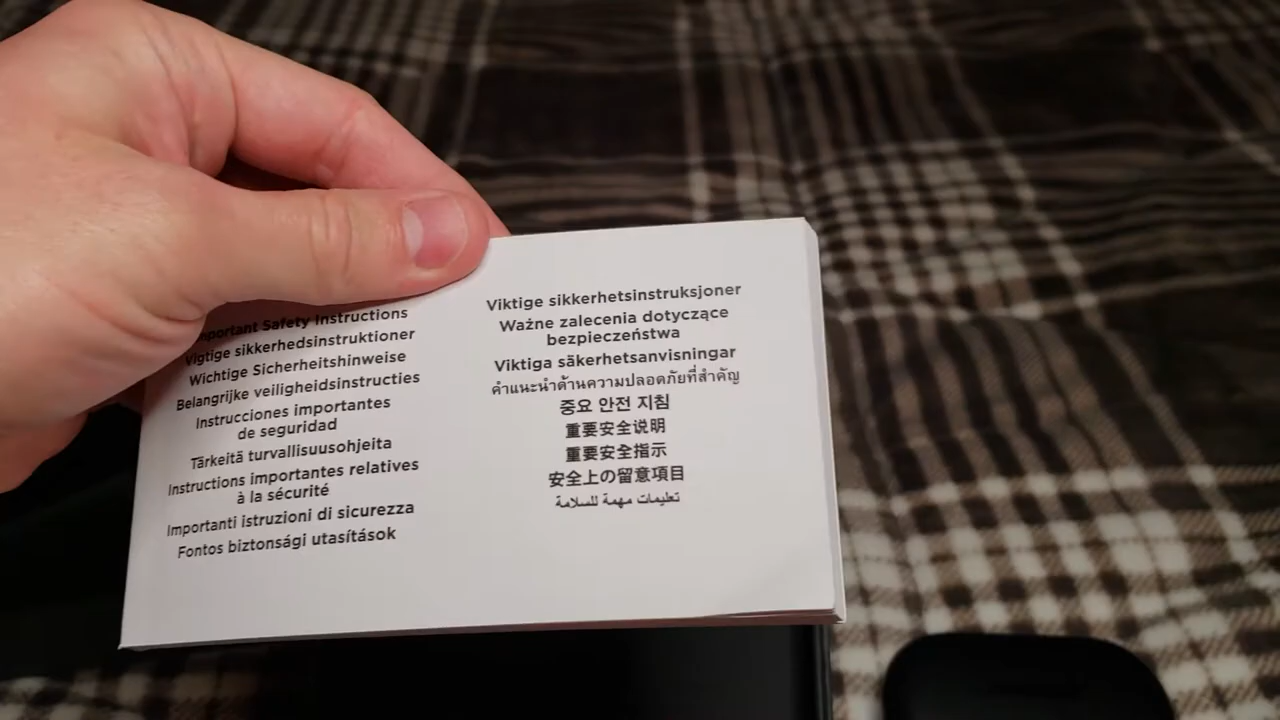 Important Safety Instructions
Vigtige sikkerhedsinstruktioner
Wichtige Sicherheitshinweise
Belangrijke veiligheidsinstructies
Instrucciones importantes
de seguridad
Tärkeitä turvallisuusohjeita
Instructions importantes relatives
à la sécurité
Importanti istruzioni di sicurezza
Fontos biztonsági utasítások
Viktige sikkerhetsinstruksjoner
Ważne zalecenia dotyczące
bezpieczeństwa
Viktiga säkerhetsanvisningar
คำแนะนำด้านความปลอดภัยที่สำคัญ
중요 안전 지침
重要安全说明
重要安全指示
安全上の留意項目
تعليمات مهمة للسلامة